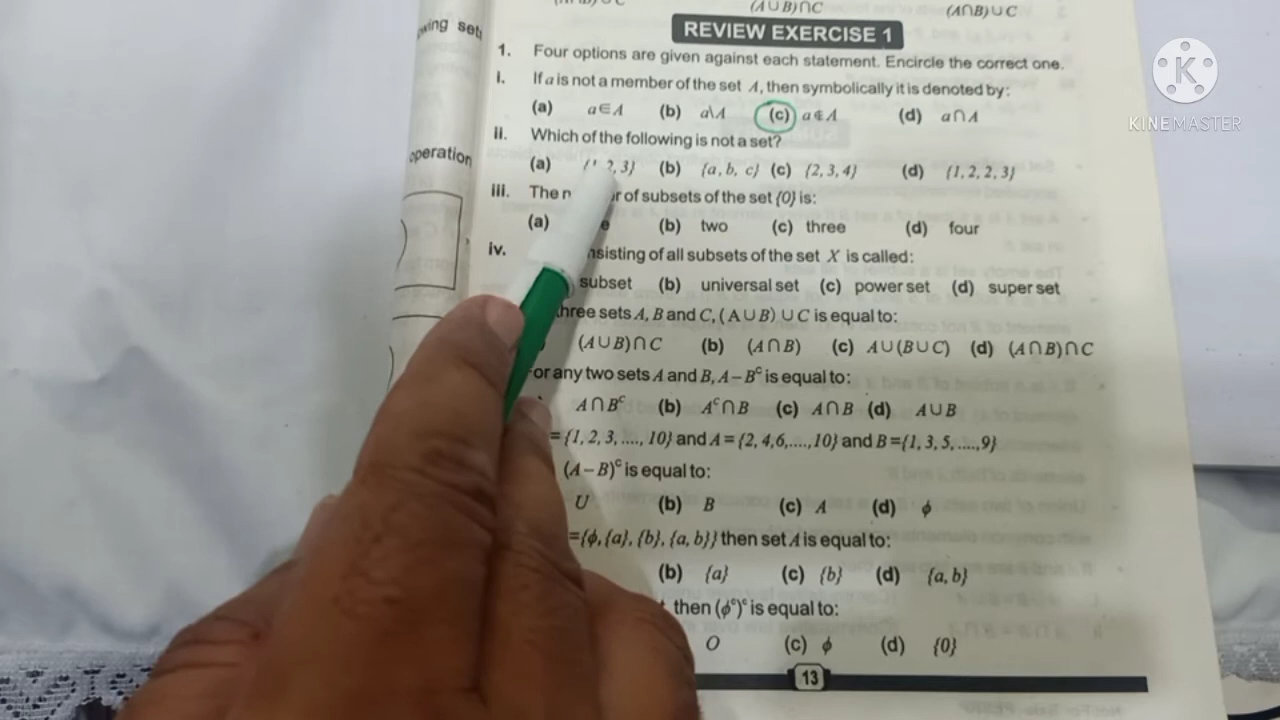 (A∪B)∩C (A∩B)∪C
REVIEW EXERCISE 1
1. Four options are given against each statement. Encircle the correct one.
i. If a is not a member of the set A, then symbolically it is denoted by:
(a) a∈A (b) a\A (c) a∉A (d) a∩A
ii. Which of the following is not a set?
(a) 2,3} (b) {a, b, c} (c) {2,3,4} (d) {1,2,2,3}
iii. The of subsets of the set {0} is:
(a) (b) two (c) three (d) four
iv. consisting of all subsets of the set X is called:
subset (b) universal set (c) power set (d) super set
three sets A, B and C, (A∪B)∪C is equal to:
(A∪B)∩C (b) (A∩B) (c) A∪(B∪C) (d) (A∩B)∩C
For any two sets A and B, A−Bᶜ is equal to:
A∩Bᶜ (b) Aᶜ∩B (c) A∩B (d) A∪B
={1, 2, 3, ...., 10} and A={2, 4,6,....,10} and B={1, 3, 5, ....,9}
(A−B)ᶜ is equal to:
U (b) B (c) A (d) ϕ
={ϕ,{a},{b},{a,b}} then set A is equal to:
(b) {a} (c) {b} (d) {a,b}
then (ϕᶜ)ᶜ is equal to:
O (c) ϕ (d) {0}
13
operation
K
KINEMASTER